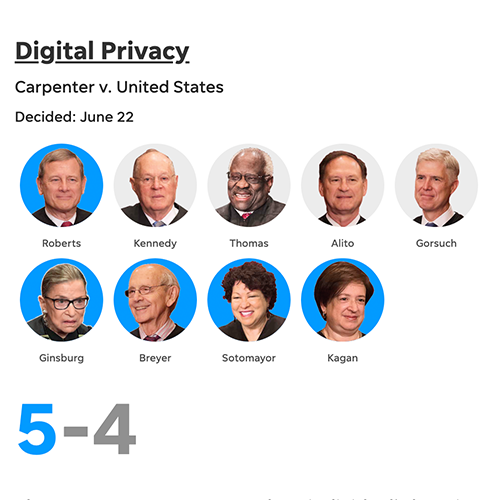 Digital Privacy
Carpenter v. United States
Decided: June 22
Roberts Kennedy Thomas Alito Gorsuch
Ginsburg Breyer Sotomayor Kagan
5-4